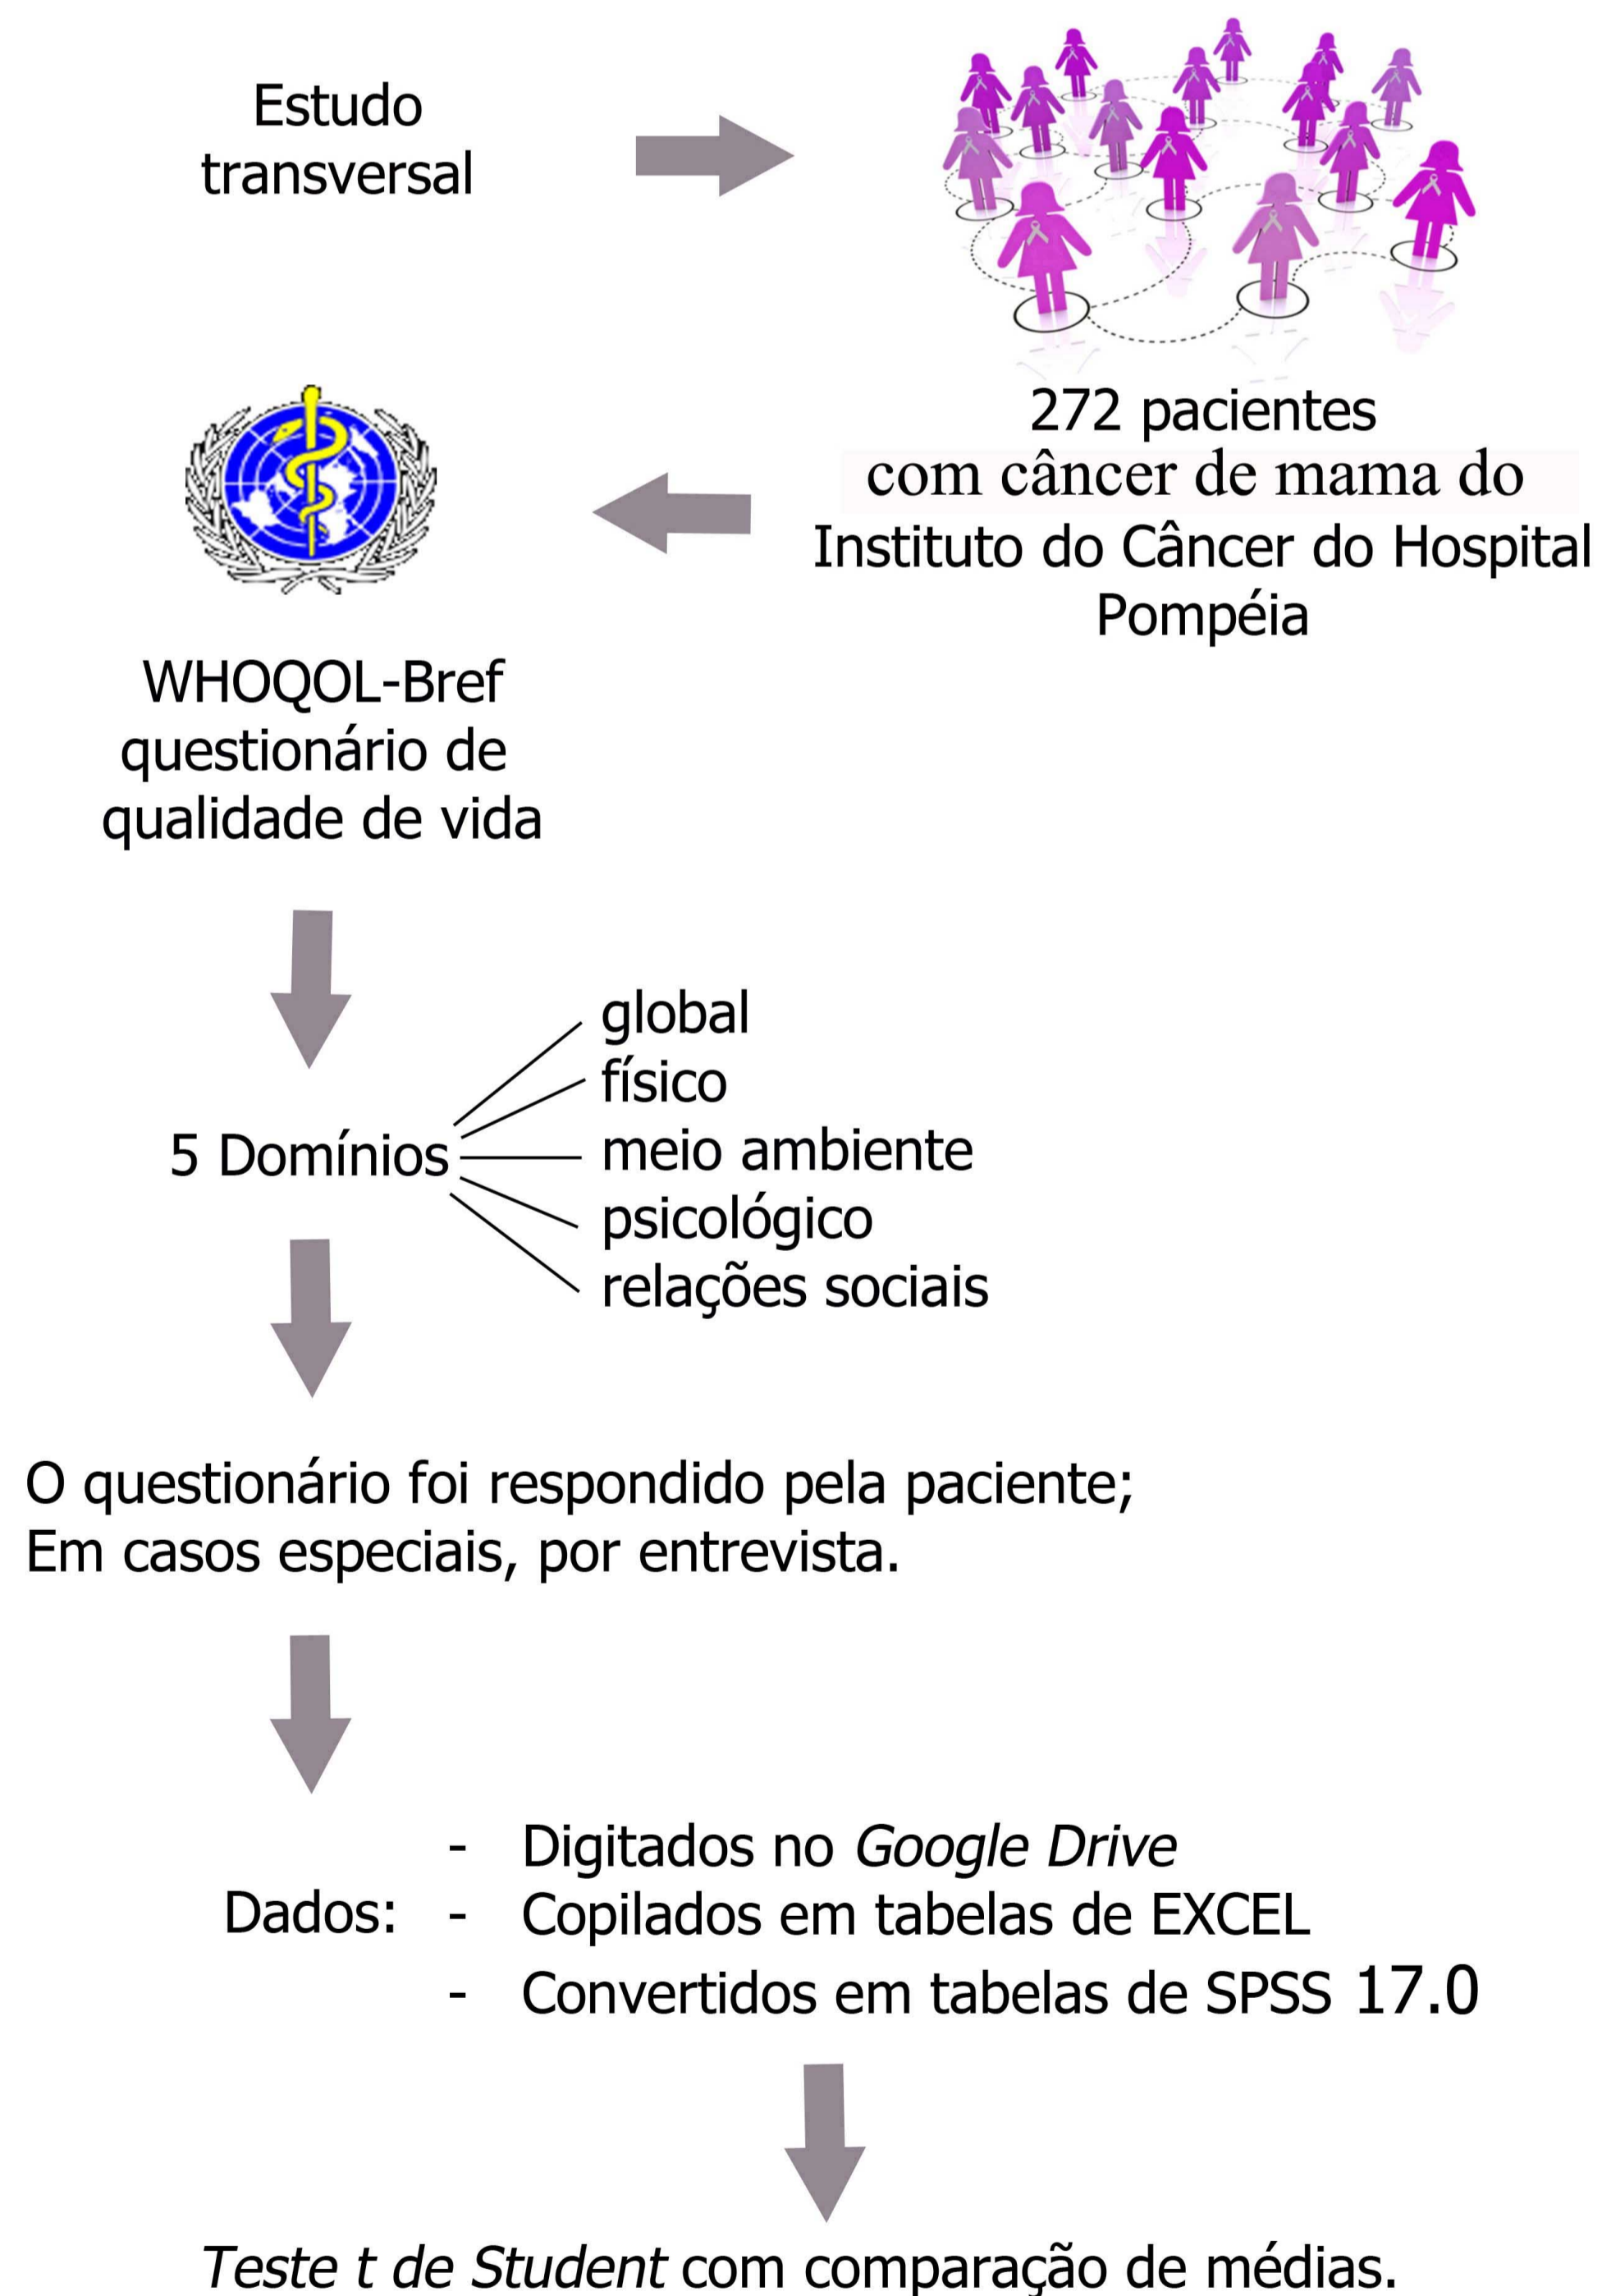 Estudo
transversal
272 pacientes
com câncer de mama do
Instituto do Câncer do Hospital
Pompéia
WHOQOL-Bref
questionário de
qualidade de vida
5 Domínios
global
físico
meio ambiente
psicológico
relações sociais
O questionário foi respondido pela paciente;
Em casos especiais, por entrevista.
Dados:
- Digitados no Google Drive
- Copilados em tabelas de EXCEL
- Convertidos em tabelas de SPSS 17.0
Teste t de Student com comparação de médias.